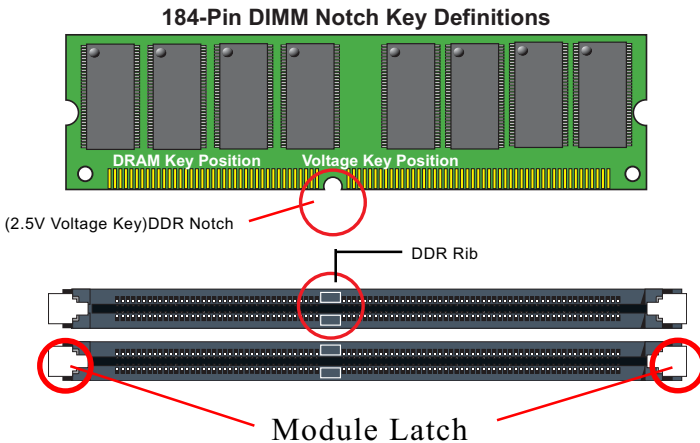 184-Pin DIMM Notch Key Definitions
DRAM Key Position Voltage Key Position
(2.5V Voltage Key)DDR Notch
DDR Rib
Module Latch